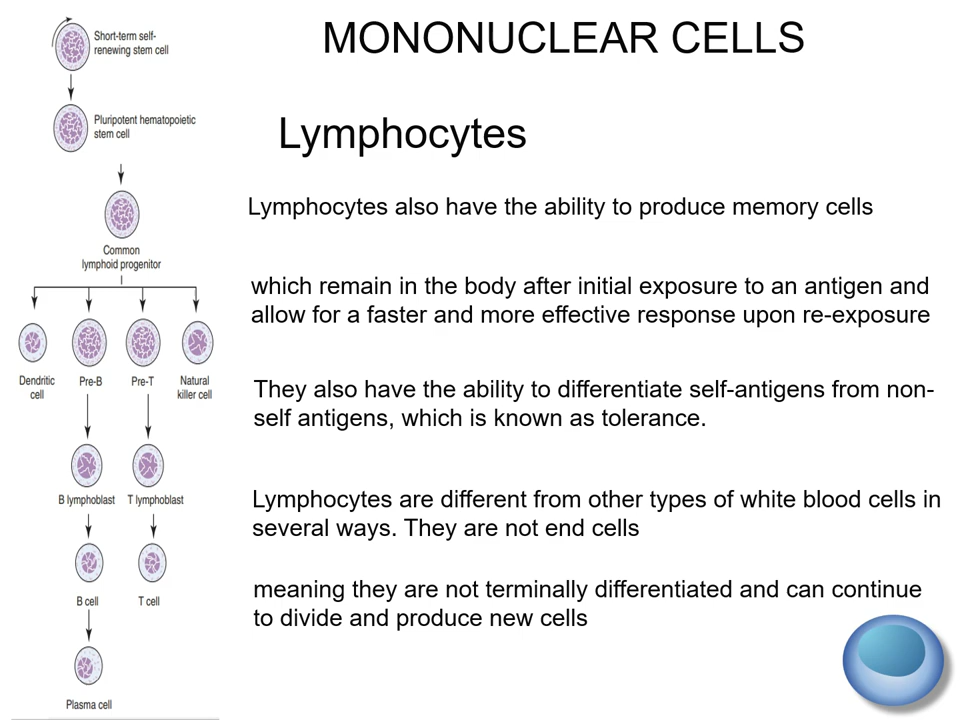 MONONUCLEAR CELLS
Lymphocytes
Lymphocytes also have the ability to produce memory cells
which remain in the body after initial exposure to an antigen and
allow for a faster and more effective response upon re-exposure
They also have the ability to differentiate self-antigens from non-
self antigens, which is known as tolerance.
Lymphocytes are different from other types of white blood cells in
several ways. They are not end cells
meaning they are not terminally differentiated and can continue
to divide and produce new cells
Short-term self-
renewing stem cell
Pluripotent hematopoietic
stem cell
Common
lymphoid progenitor
Dendritic
cell
Pre-B
Pre-T
Natural
killer cell
B lymphoblast
T lymphoblast
B cell
T cell
Plasma cell